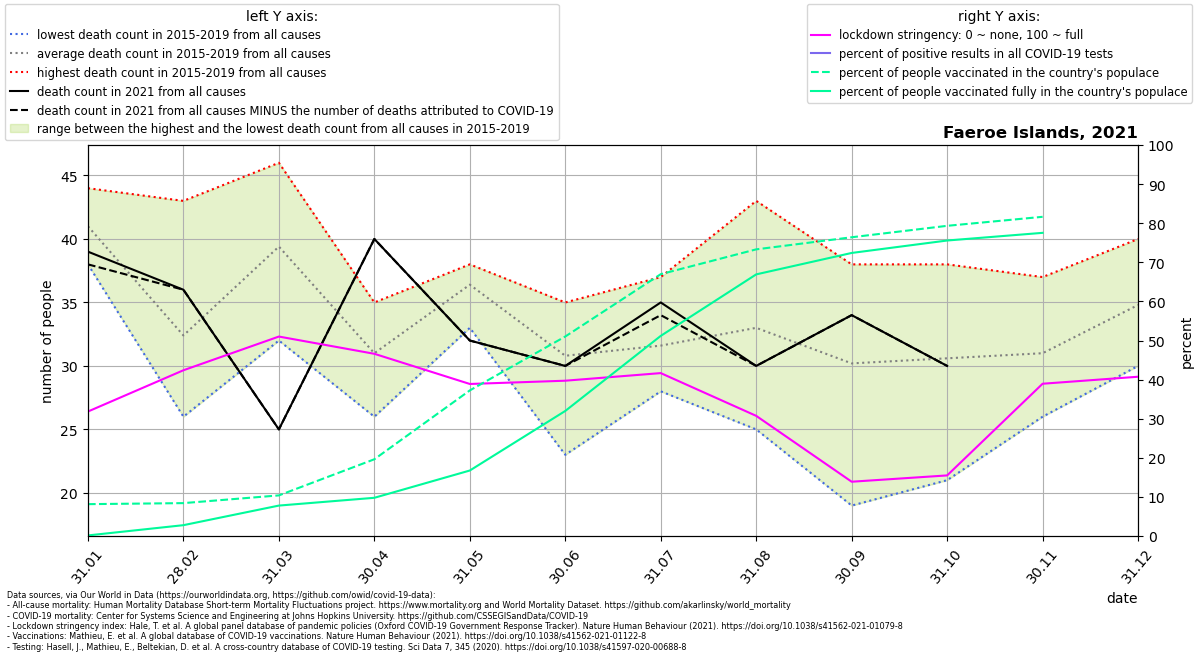 left Y axis:
lowest death count in 2015-2019 from all causes
average death count in 2015-2019 from all causes
highest death count in 2015-2019 from all causes
death count in 2021 from all causes
death count in 2021 from all causes MINUS the number of deaths attributed to COVID-19
range between the highest and the lowest death count from all causes in 2015-2019
right Y axis:
lockdown stringency: 0 ~ none, 100 ~ full
percent of positive results in all COVID-19 tests
percent of people vaccinated in the country's populace
percent of people vaccinated fully in the country's populace
Faeroe Islands, 2021
number of people
45
40
35
30
25
20
100
90
80
70
60
50
40
30
20
10
0
percent
31.01
28.02
31.03
30.04
31.05
30.06
31.07
31.08
30.09
31.10
30.11
31.12
date
Data sources, via Our World in Data (https://ourworldindata.org, https://github.com/owid/covid-19-data):
- All-cause mortality: Human Mortality Database Short-term Mortality Fluctuations project. https://www.mortality.org and World Mortality Dataset. https://github.com/akarlinsky/world_mortality
- COVID-19 mortality: Center for Systems Science and Engineering at Johns Hopkins University. https://github.com/CSSEGISandData/COVID-19
- Lockdown stringency index: Hale, T. et al. A global panel database of pandemic policies (Oxford COVID-19 Government Response Tracker). Nature Human Behaviour (2021). https://doi.org/10.1038/s41562-021-01079-8
- Vaccinations: Mathieu, E. et al. A global database of COVID-19 vaccinations. Nature Human Behaviour (2021). https://doi.org/10.1038/s41562-021-01122-8
- Testing: Hasell, J., Mathieu, E., Beltekian, D. et al. A cross-country database of COVID-19 testing. Sci Data 7, 345 (2020). https://doi.org/10.1038/s41597-020-00688-8